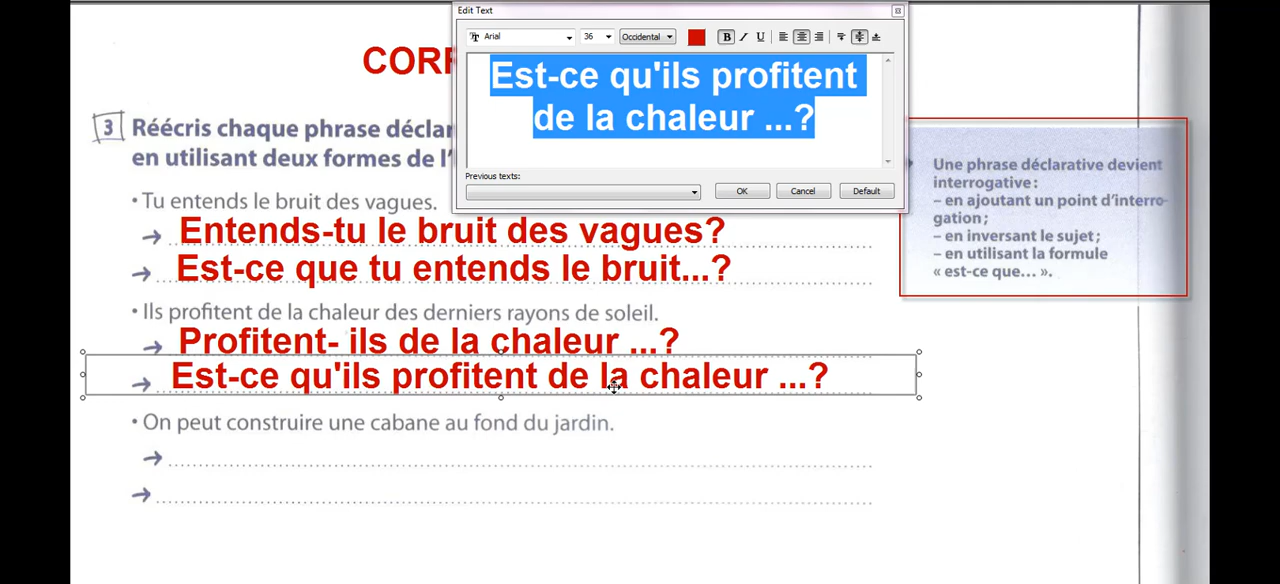 Edit Text
Arial 36 Occidental B I U
CORR
Est-ce qu'ils profitent
de la chaleur ...?
Previous texts:
OK Cancel Default
3 Réécris chaque phrase déclar
en utilisant deux formes de l'
• Tu entends le bruit des vagues.
→ Entends-tu le bruit des vagues?
→ Est-ce que tu entends le bruit...?
• Ils profitent de la chaleur des derniers rayons de soleil.
→ Profitent- ils de la chaleur ...?
→ Est-ce qu'ils profitent de la chaleur ...?
• On peut construire une cabane au fond du jardin.
→
→
Une phrase déclarative devient
interrogative :
– en ajoutant un point d'interro-
gation ;
– en inversant le sujet ;
– en utilisant la formule
« est-ce que... ».